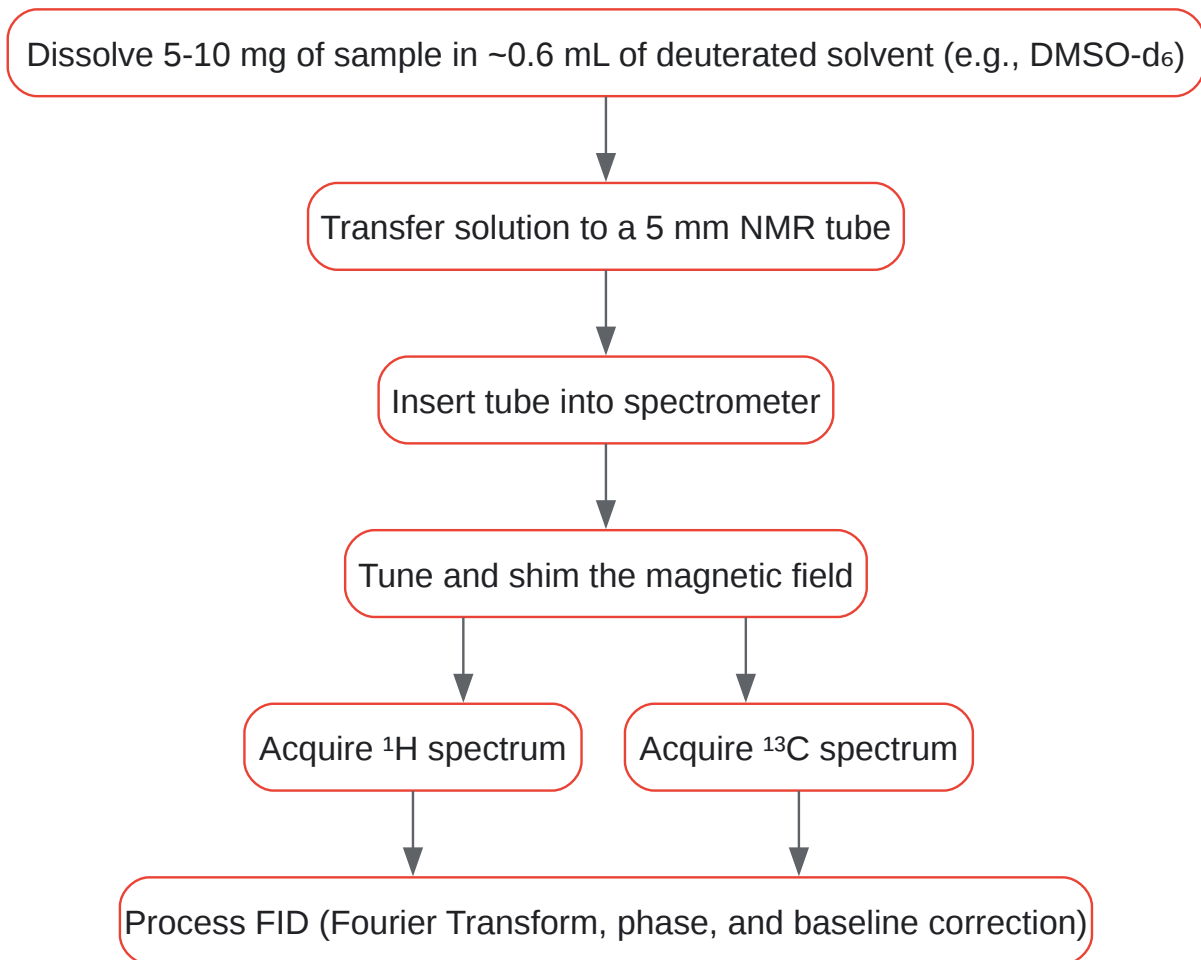 Dissolve 5-10 mg of sample in ~0.6 mL of deuterated solvent (e.g., DMSO-d₆)
Transfer solution to a 5 mm NMR tube
Insert tube into spectrometer
Tune and shim the magnetic field
Acquire ¹H spectrum
Acquire ¹³C spectrum
Process FID (Fourier Transform, phase, and baseline correction)